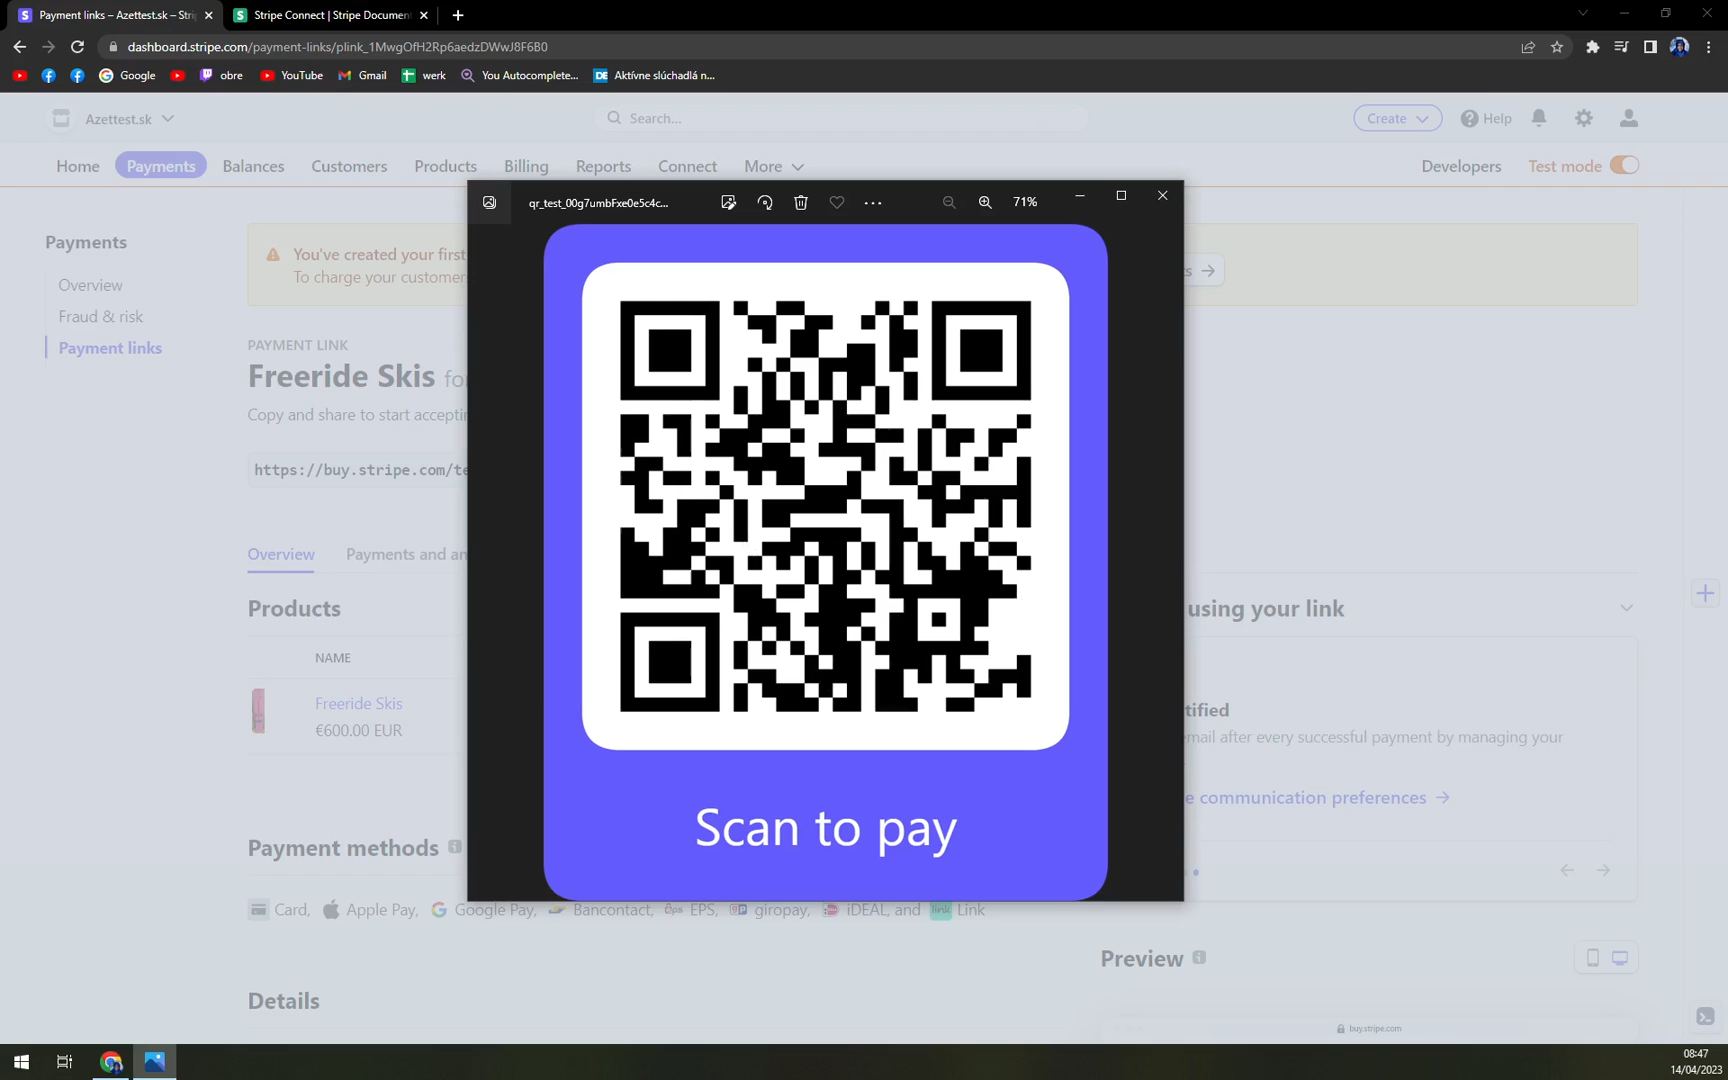 Payment links – Azettest.sk – Stri
Stripe Connect | Stripe Document
dashboard.stripe.com/payment-links/plink_1MwgOfH2Rp6aedzDWwJ8F6B0
Google
obre
YouTube
Gmail
werk
You Autocomplete...
DE
Aktívne slúchadlá n...
Azettest.sk
Search...
Create
Help
Home
Payments
Balances
Customers
Products
Billing
Reports
Connect
More
Developers
Test mode
qr_test_00g7umbFxe0e5c4c...
71%
Payments
Overview
Fraud & risk
Payment links
You've created your first
To charge your customer
PAYMENT LINK
Freeride Skis for
Copy and share to start accepti
https://buy.stripe.com/te
Overview
Payments and an
Products
NAME
Freeride Skis
€600.00 EUR
using your link
tified
email after every successful payment by managing your
e communication preferences
Scan to pay
Payment methods
Card, Apple Pay, Google Pay, Bancontact, EPS, giropay, iDEAL, and Link
Preview
Details
buy.stripe.com
08:47
14/04/2023